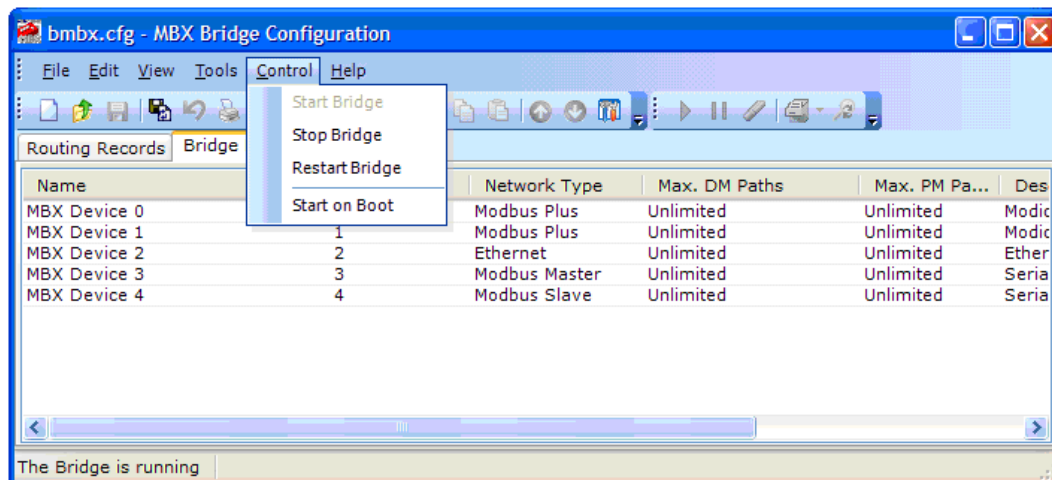 bmbx.cfg - MBX Bridge Configuration
File Edit View Tools Control Help
Start Bridge
Stop Bridge
Restart Bridge
Start on Boot
Routing Records Bridge
Name Network Type Max. DM Paths Max. PM Pa... Des
MBX Device 0 Modbus Plus Unlimited Unlimited Modic
MBX Device 1 1 Modbus Plus Unlimited Unlimited Modic
MBX Device 2 2 Ethernet Unlimited Unlimited Ether
MBX Device 3 3 Modbus Master Unlimited Unlimited Seria
MBX Device 4 4 Modbus Slave Unlimited Unlimited Seria
The Bridge is running